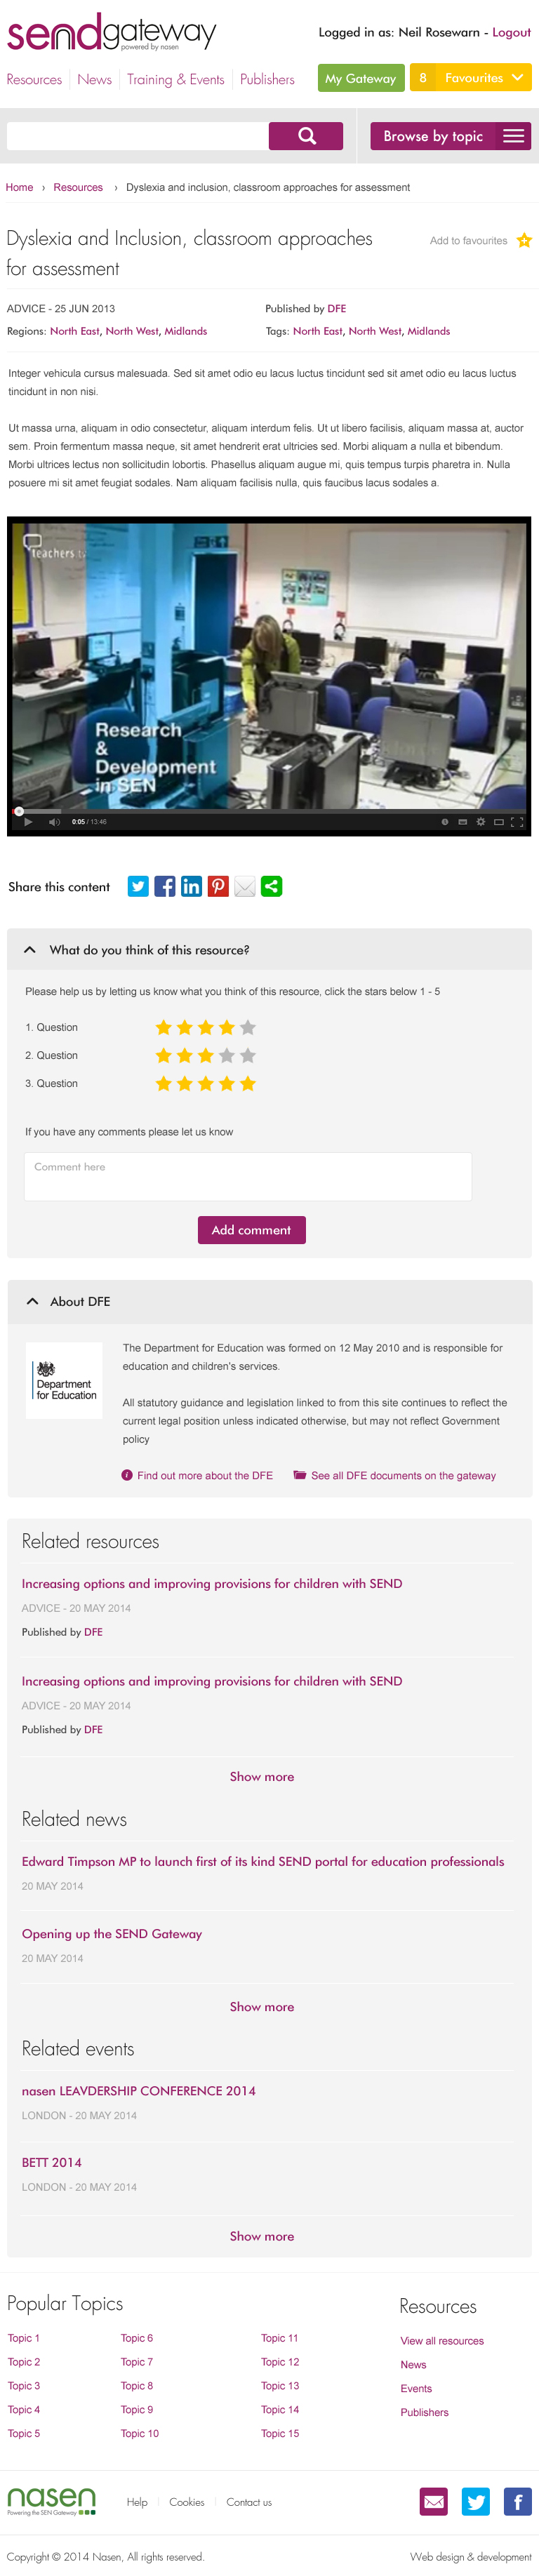 sendgateway
powered by nasen
Logged in as: Neil Rosewarn - Logout
Resources News Training & Events Publishers
My Gateway 8 Favourites
Browse by topic
Home › Resources › Dyslexia and inclusion, classroom approaches for assessment
Dyslexia and Inclusion, classroom approaches
for assessment
Add to favourites
ADVICE - 25 JUN 2013 Published by DFE
Regions: North East, North West, Midlands Tags: North East, North West, Midlands
Integer vehicula cursus malesuada. Sed sit amet odio eu lacus luctus tincidunt sed sit amet odio eu lacus luctus
tincidunt in non nisi.
Ut massa urna, aliquam in odio consectetur, aliquam interdum felis. Ut ut libero facilisis, aliquam massa at, auctor
sem. Proin fermentum massa neque, sit amet hendrerit erat ultricies sed. Morbi aliquam a nulla et bibendum.
Morbi ultrices lectus non sollicitudin lobortis. Phasellus aliquam augue mi, quis tempus turpis pharetra in. Nulla
posuere mi sit amet feugiat sodales. Nam aliquam facilisis nulla, quis faucibus lacus sodales a.
Research
&
Development
in SEN
0:05 / 13:46
Share this content
What do you think of this resource?
Please help us by letting us know what you think of this resource, click the stars below 1 - 5
1. Question
2. Question
3. Question
If you have any comments please let us know
Comment here
Add comment
About DFE
Department
for Education
The Department for Education was formed on 12 May 2010 and is responsible for
education and children's services.
All statutory guidance and legislation linked to from this site continues to reflect the
current legal position unless indicated otherwise, but may not reflect Government
policy
Find out more about the DFE See all DFE documents on the gateway
Related resources
Increasing options and improving provisions for children with SEND
ADVICE - 20 MAY 2014
Published by DFE
Increasing options and improving provisions for children with SEND
ADVICE - 20 MAY 2014
Published by DFE
Show more
Related news
Edward Timpson MP to launch first of its kind SEND portal for education professionals
20 MAY 2014
Opening up the SEND Gateway
20 MAY 2014
Show more
Related events
nasen LEAVDERSHIP CONFERENCE 2014
LONDON - 20 MAY 2014
BETT 2014
LONDON - 20 MAY 2014
Show more
Popular Topics Resources
Topic 1 Topic 6 Topic 11 View all resources
Topic 2 Topic 7 Topic 12 News
Topic 3 Topic 8 Topic 13 Events
Topic 4 Topic 9 Topic 14 Publishers
Topic 5 Topic 10 Topic 15
nasen
Powering the SEN Gateway
Help Cookies Contact us
Copyright © 2014 Nasen, All rights reserved. Web design & development